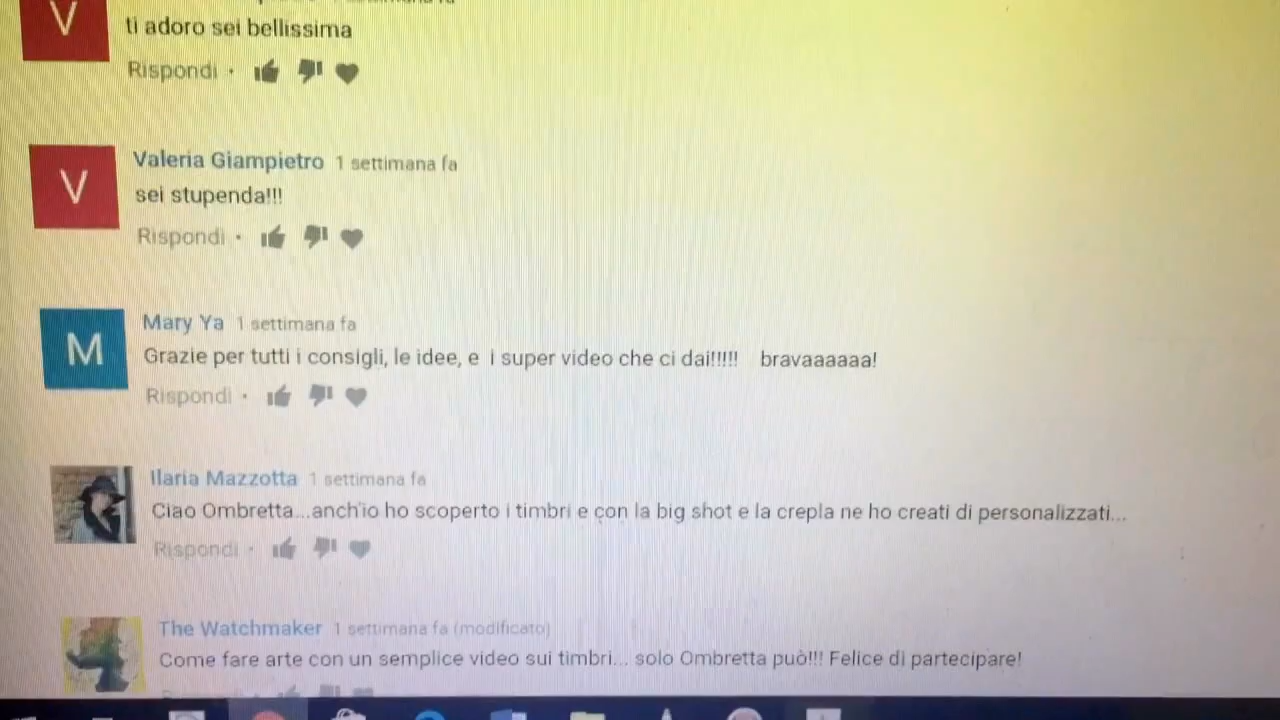 V
ti adoro sei bellissima
Rispondi •
V
Valeria Giampietro 1 settimana fa
sei stupenda!!!
Rispondi •
M
Mary Ya 1 settimana fa
Grazie per tutti i consigli, le idee, e i super video che ci dai!!!!! bravaaaaaa!
Rispondi •
Ilaria Mazzotta 1 settimana fa
Ciao Ombretta...anch'io ho scoperto i timbri e con la big shot e la crepla ne ho creati di personalizzati...
Rispondi •
The Watchmaker 1 settimana fa (modificato)
Come fare arte con un semplice video sui timbri... solo Ombretta può!!! Felice di partecipare!